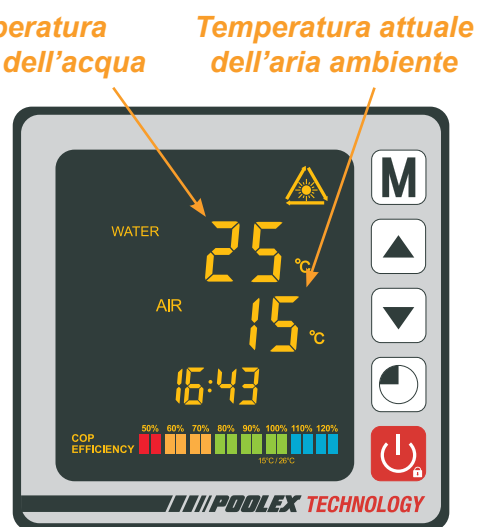 peratura
dell'acqua
Temperatura attuale
dell'aria ambiente
M
WATER 25 °C
AIR 15 °C
16:43
50% 60% 70% 80% 90% 100% 110% 120%
COP
EFFICIENCY
15°C / 26°C
POOLEX TECHNOLOGY